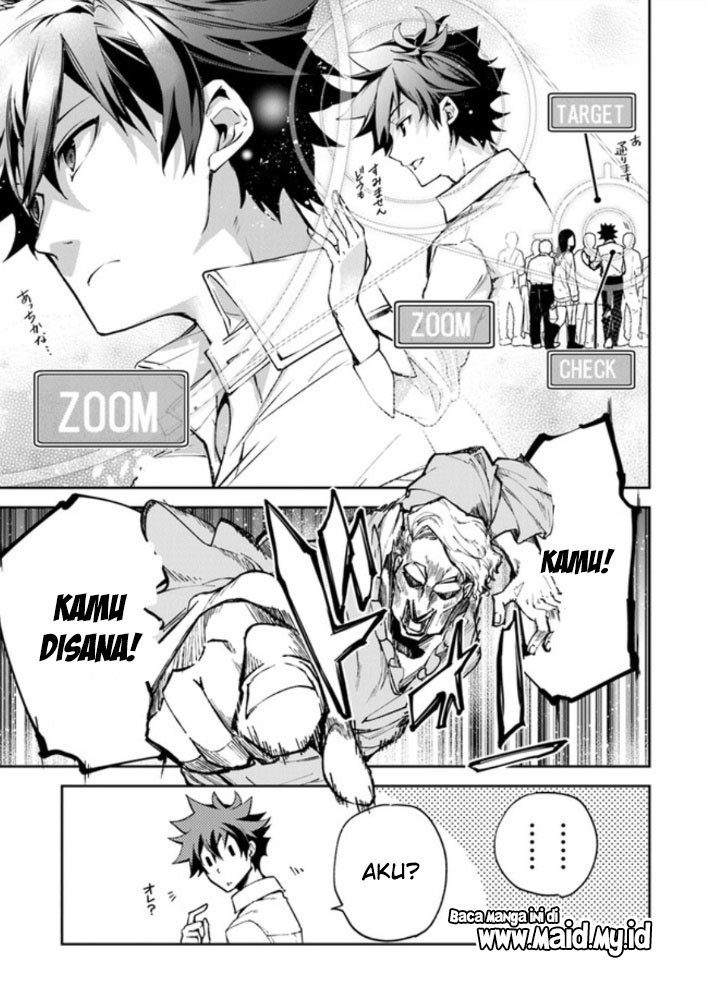 TARGET
あ
通ります
すみません
どうも
ZOOM
CHECK
あっちかな…
ZOOM
KAMU!
KAMU
DISANA!
……
AKU?
オレ?
Baca Manga ini di
www.Maid.My.id